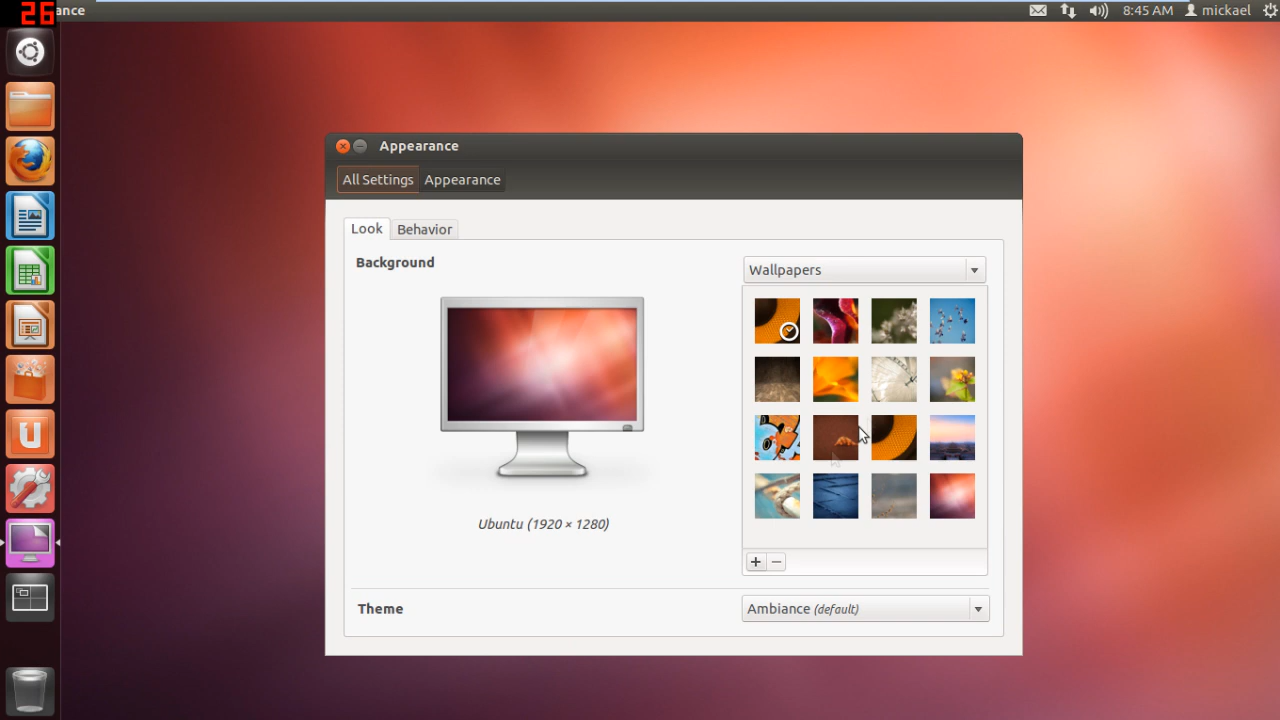 26
ance
8:45 AM
mickael
Appearance
All Settings
Appearance
Look
Behavior
Background
Wallpapers
Ubuntu (1920 × 1280)
Theme
Ambiance (default)